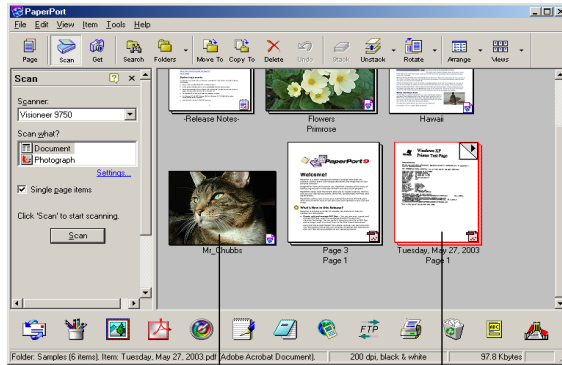 PaperPort
File Edit View Item Tools Help
Page Scan Get Search Folders Move To Copy To Delete Undo Stack Unstack Rotate Arrange Views
Scan
Scanner:
Visioneer 9750
Scan what?
Document
Photograph
Settings...
Single page items
Click 'Scan' to start scanning.
Scan
-Release Notes-
Flowers
Primrose
Hawaii
PaperPort 9
Welcome!
Windows XP
Printer Test Page
Mr_Chubbs
Page 3
Page 1
Tuesday, May 27, 2003
Page 1
FTP
Folder: Samples (6 items). Item: Tuesday, May 27, 2003.pdf (Adobe Acrobat Document). 200 dpi, black & white 97.8 Kbytes